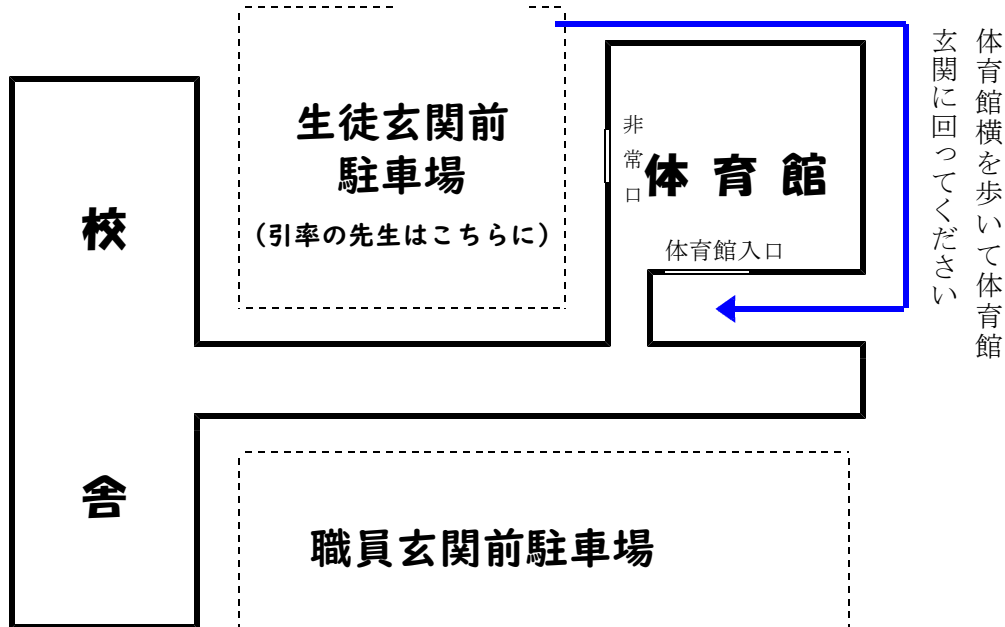 体育館横を歩いて体育館
玄関に回ってください
生徒玄関前
駐車場
（引率の先生はこちらに）
非常口
体育館
体育館入口
校舎
職員玄関前駐車場